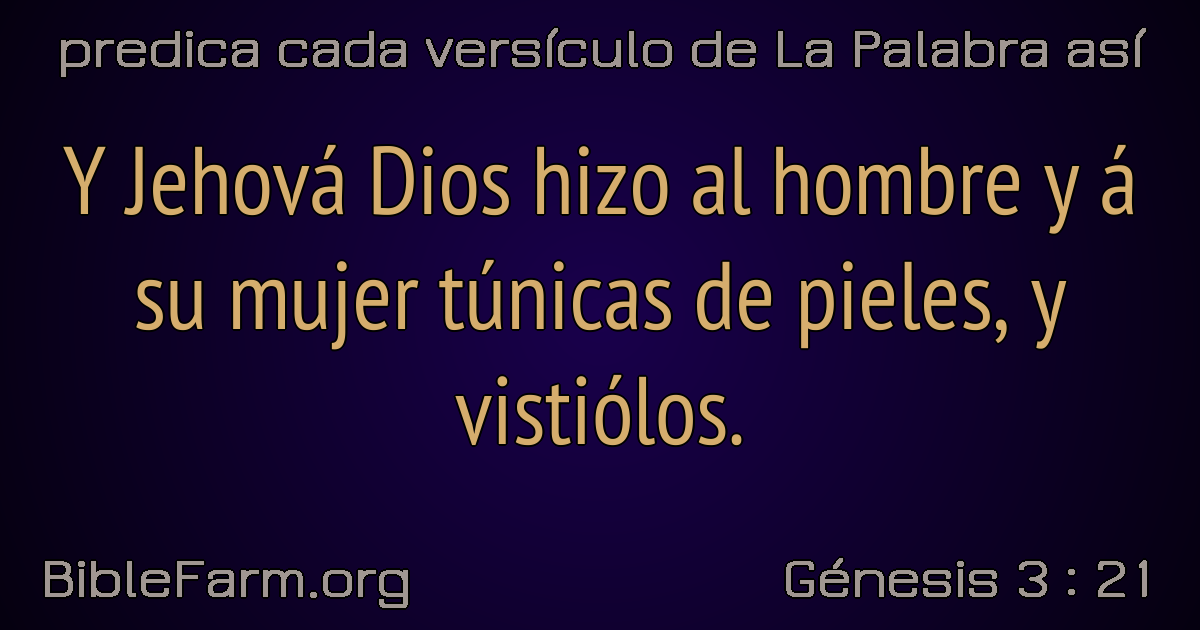 predica cada versículo de La Palabra así
Y Jehová Dios hizo al hombre y á
su mujer túnicas de pieles, y
vistiólos.
BibleFarm.org
Génesis 3 : 21